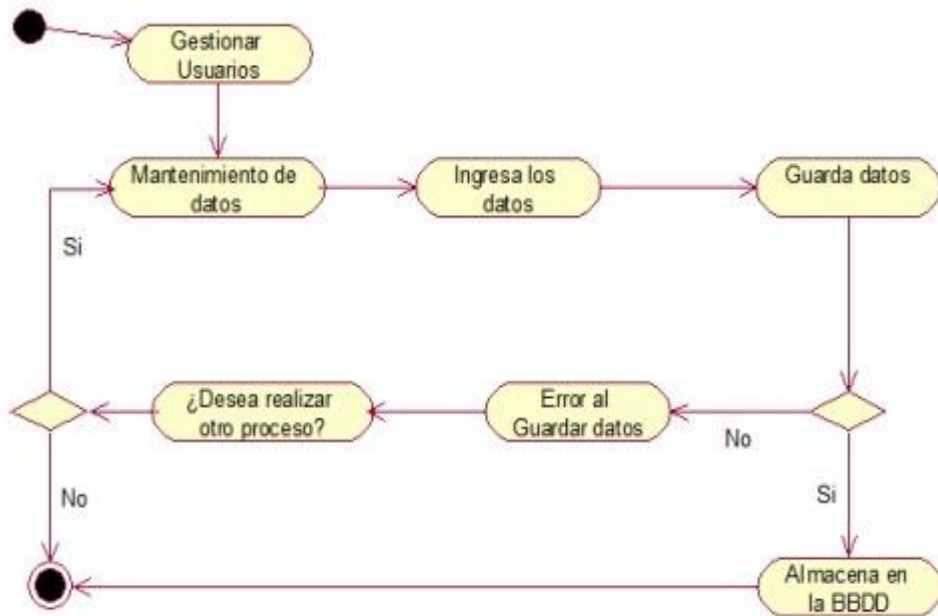 Gestionar
Usuarios
Mantenimiento de
datos
Ingresa los
datos
Guarda datos
Si
¿Desea realizar
otro proceso?
Error al
Guardar datos
No
No
Si
Almacena en
la BBDD